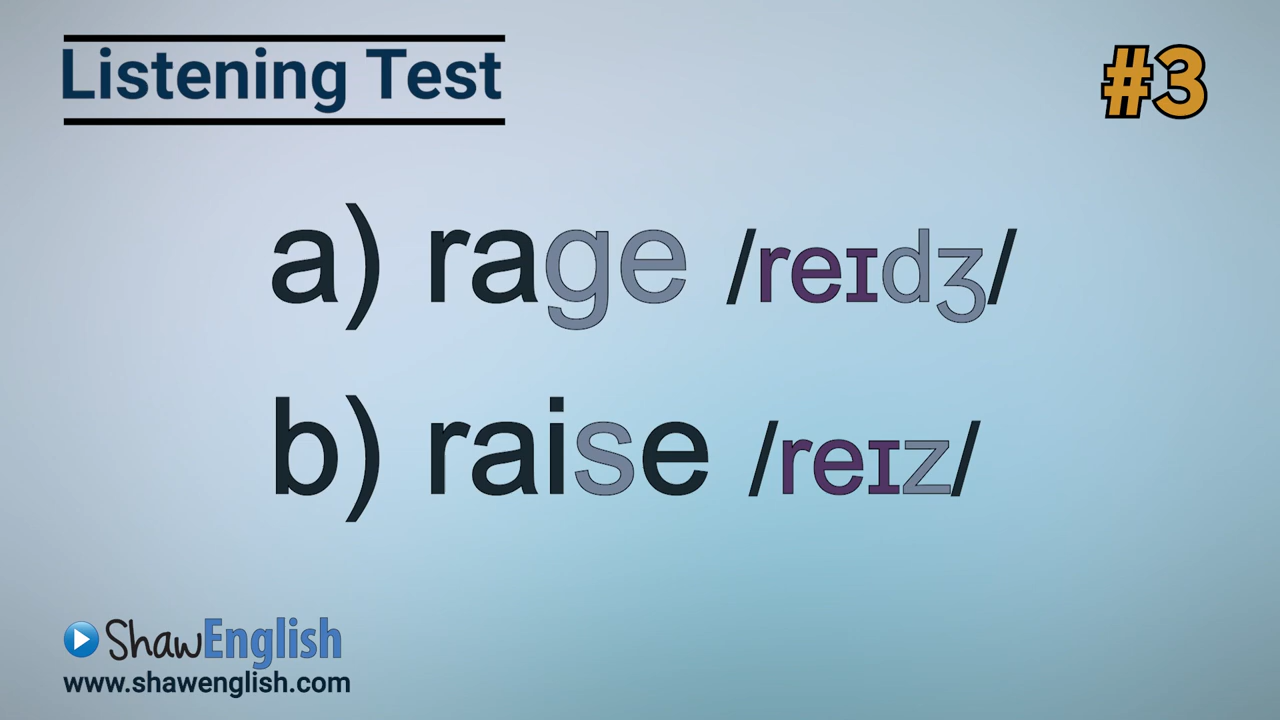 Listening Test
#3
a) rage /reɪdʒ/
b) raise /reɪz/
ShawEnglish
www.shawenglish.com